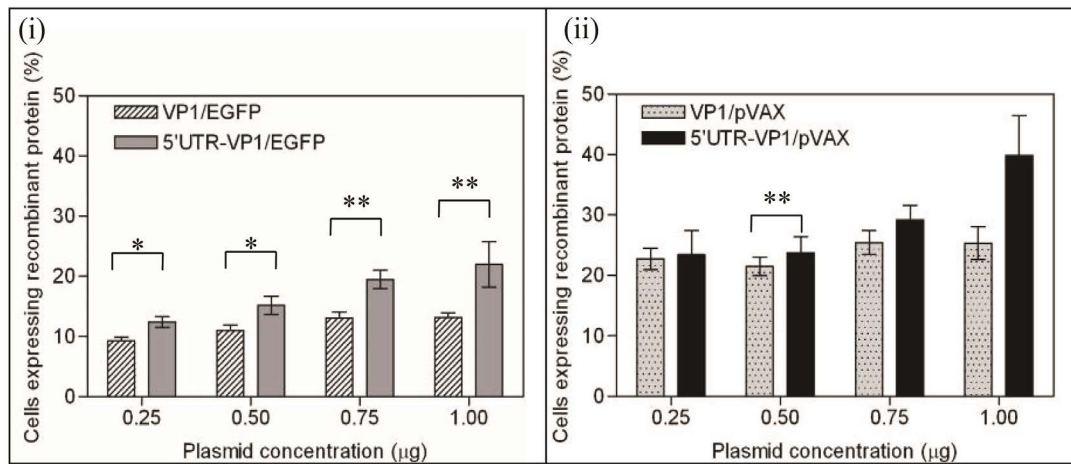 (i)
Cells expressing recombinant protein (%)
50
40
30
20
10
0
VP1/EGFP
5'UTR-VP1/EGFP
*
*
**
**
0.25 0.50 0.75 1.00
Plasmid concentration (μg)
(ii)
Cells expressing recombinant protein (%)
50
40
30
20
10
0
VP1/pVAX
5'UTR-VP1/pVAX
**
0.25 0.50 0.75 1.00
Plasmid concentration (μg)